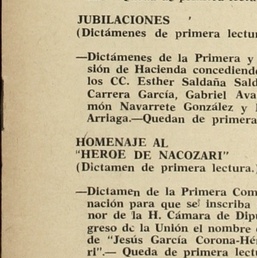 JUBILACIONES
(Dictámenes de primera lectur
—Dictámenes de la Primera y
sión de Hacienda concediendo
los CC. Esther Saldaña Sald
Carrera García, Gabriel Ava
món Navarrete González y
Arriaga.—Quedan de primera
HOMENAJE AL
"HEROE DE NACOZARI"
(Dictamen de primera lectura.)
—Dictamen de la Primera Com
nación para que se inscriba
nor de la H. Cámara de Dipu
greso de la Unión el nombre
de "Jesús García Corona-Hé
ri".— Queda de primera lectu